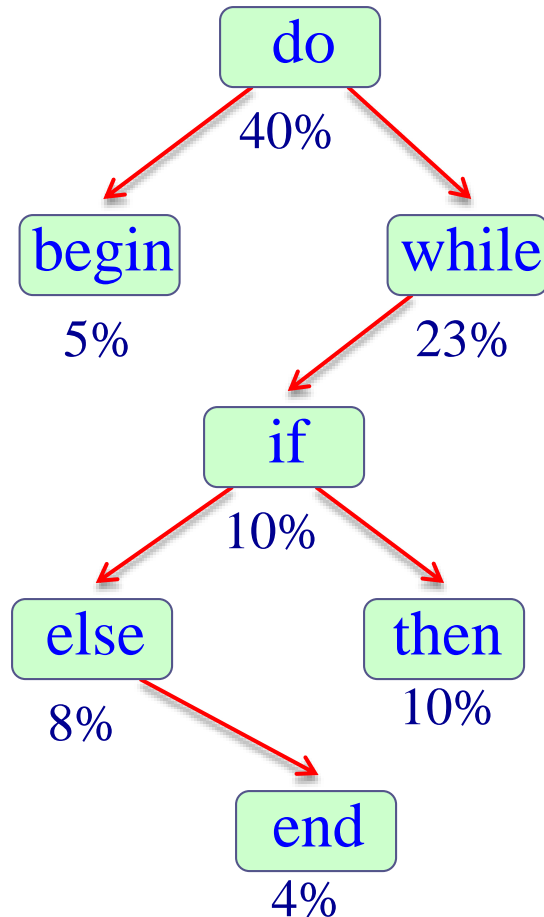 do
40%
begin
while
5%
23%
if
10%
else
then
8%
10%
end
4%